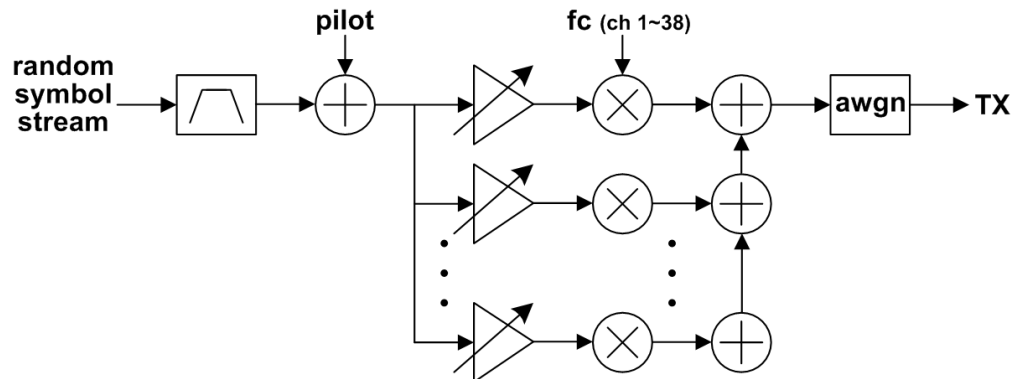 pilot
fc (ch 1~38)
random
symbol
stream
awgn
TX